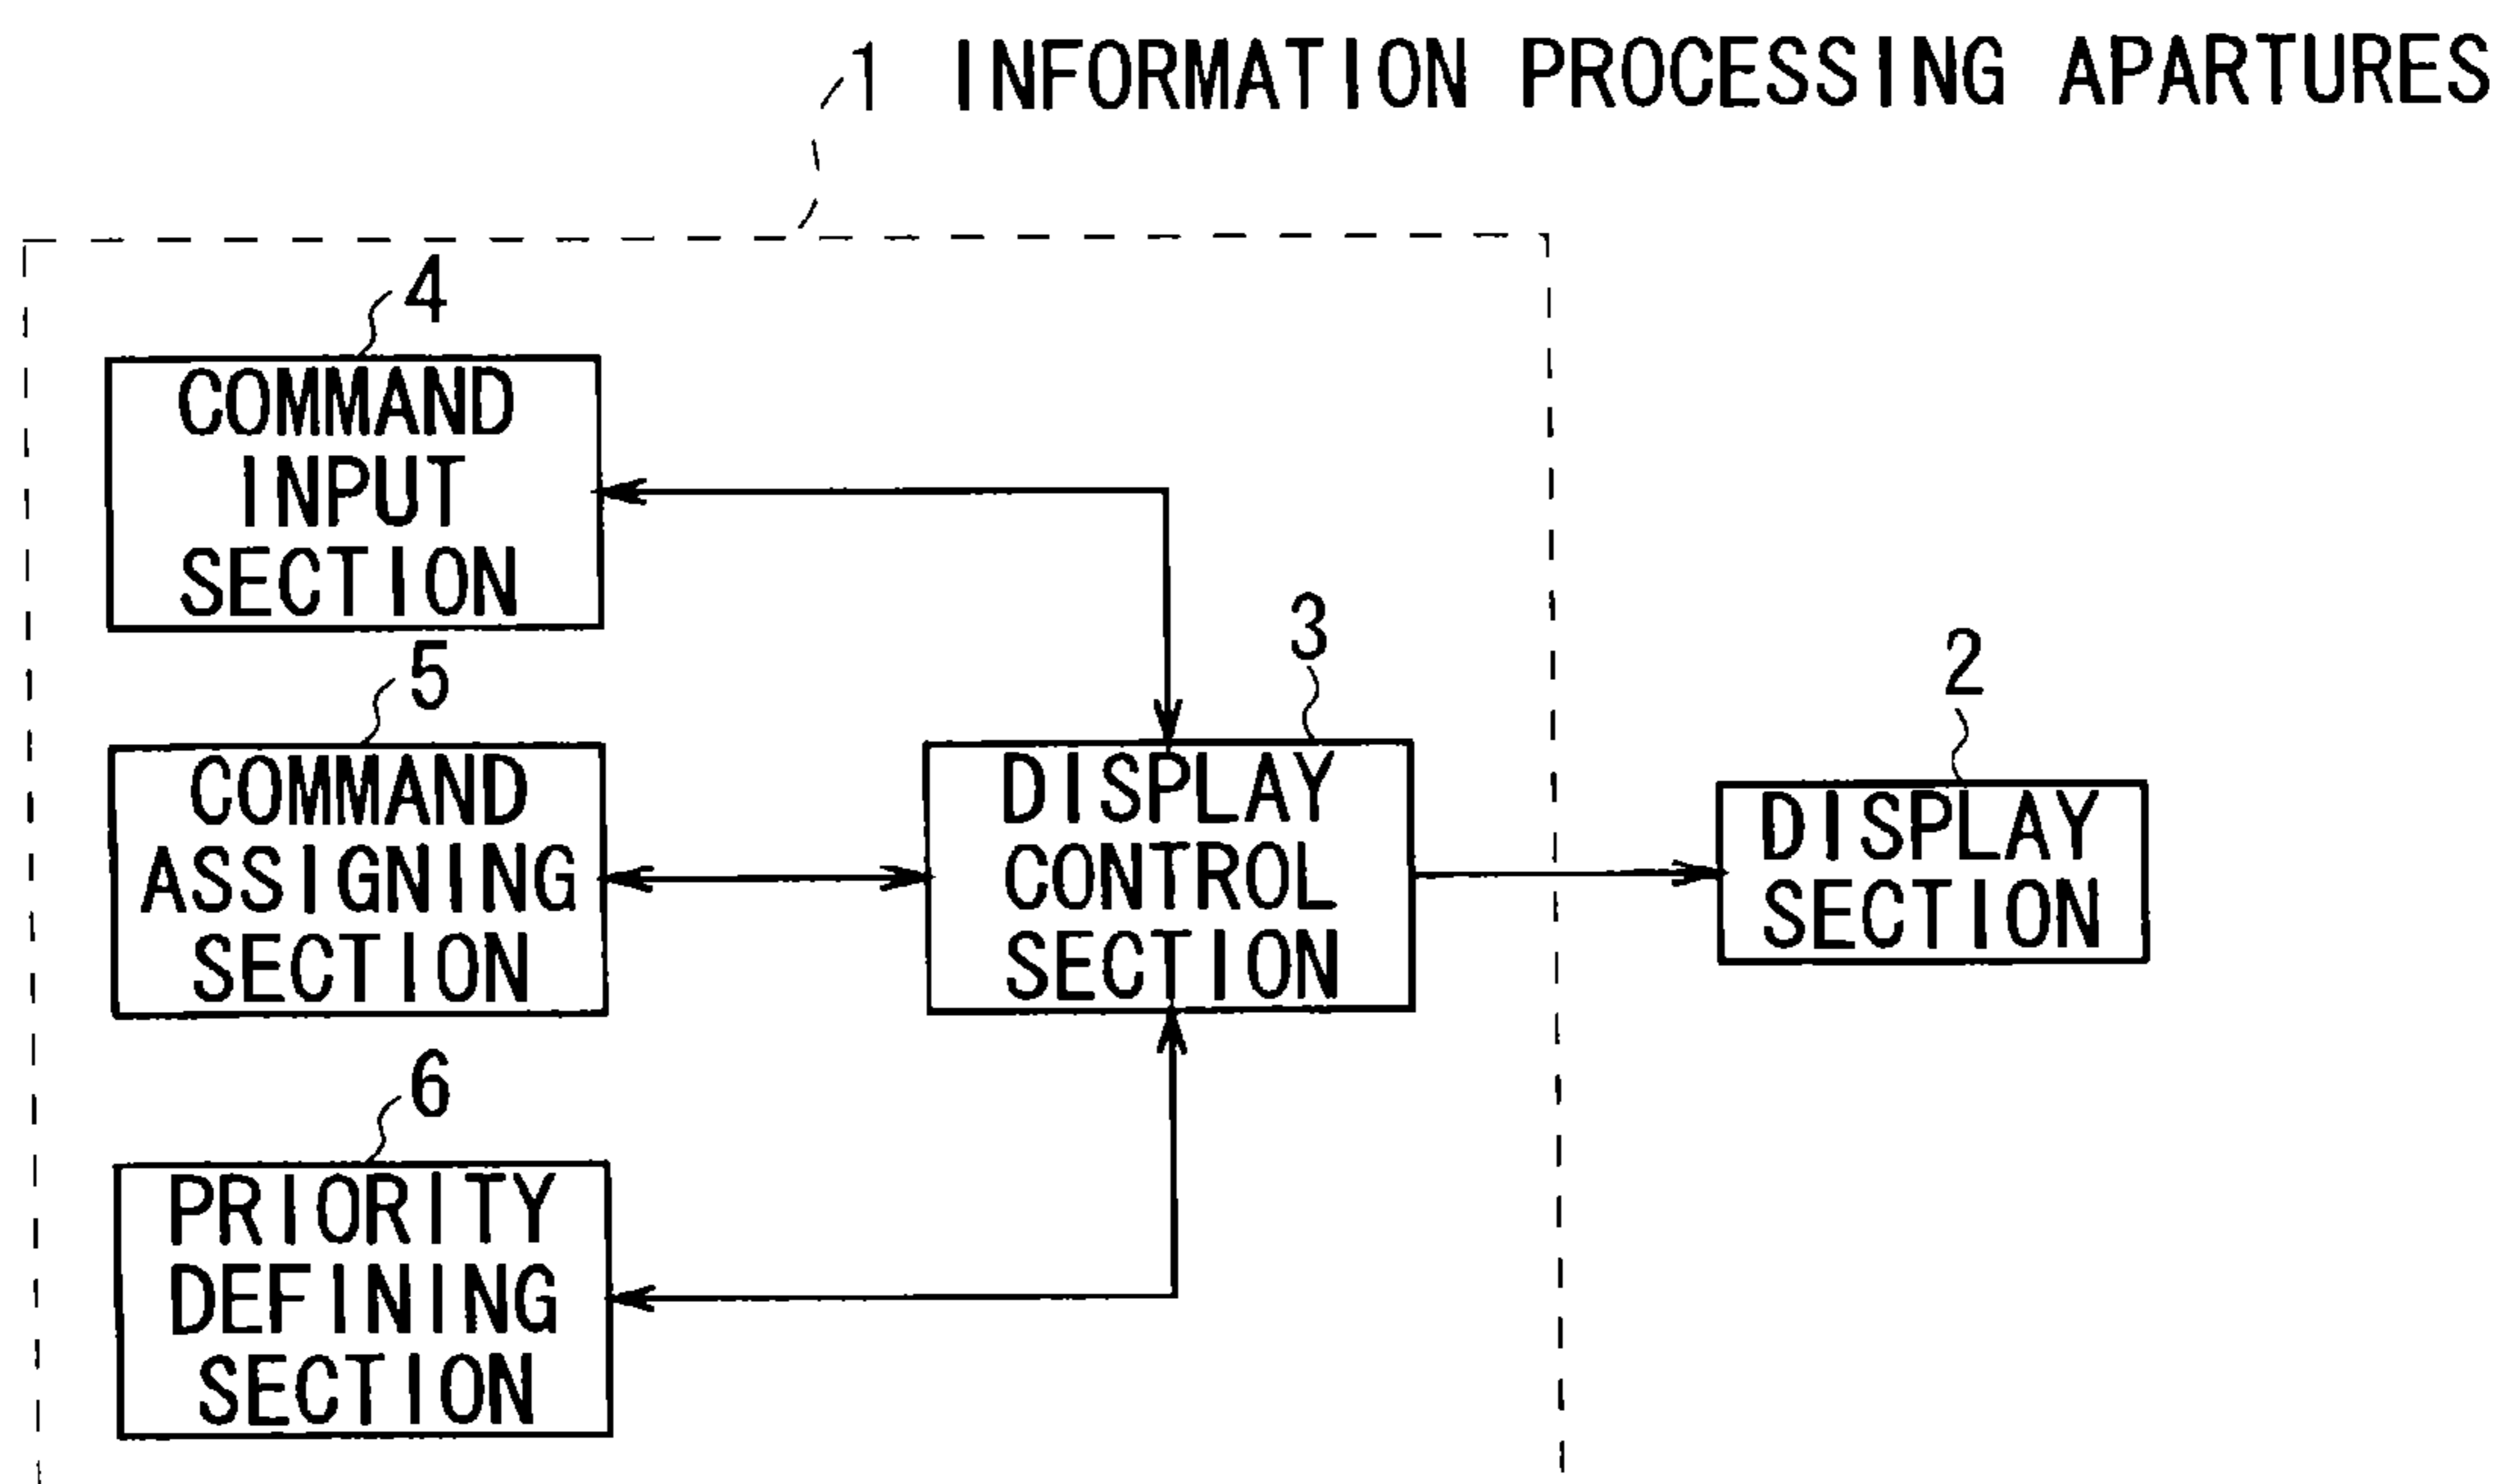 1 INFORMATION PROCESSING APARTURES
4
COMMAND
INPUT
SECTION
5
COMMAND
ASSIGNING
SECTION
6
PRIORITY
DEFINING
SECTION
3
DISPLAY
CONTROL
SECTION
2
DISPLAY
SECTION